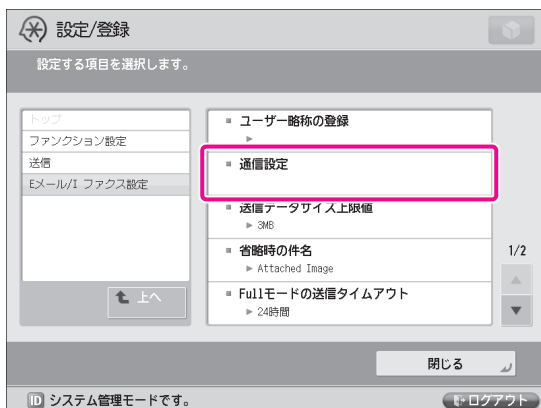 設定/登録
設定する項目を選択します。
トップ
ファンクション設定
送信
Eメール/I ファクス設定
上へ
ユーザー略称の登録
通信設定
送信データサイズ上限値
3MB
省略時の件名
Attached Image
Fullモードの送信タイムアウト
24時間
1/2
閉じる
ID システム管理モードです。
ログアウト